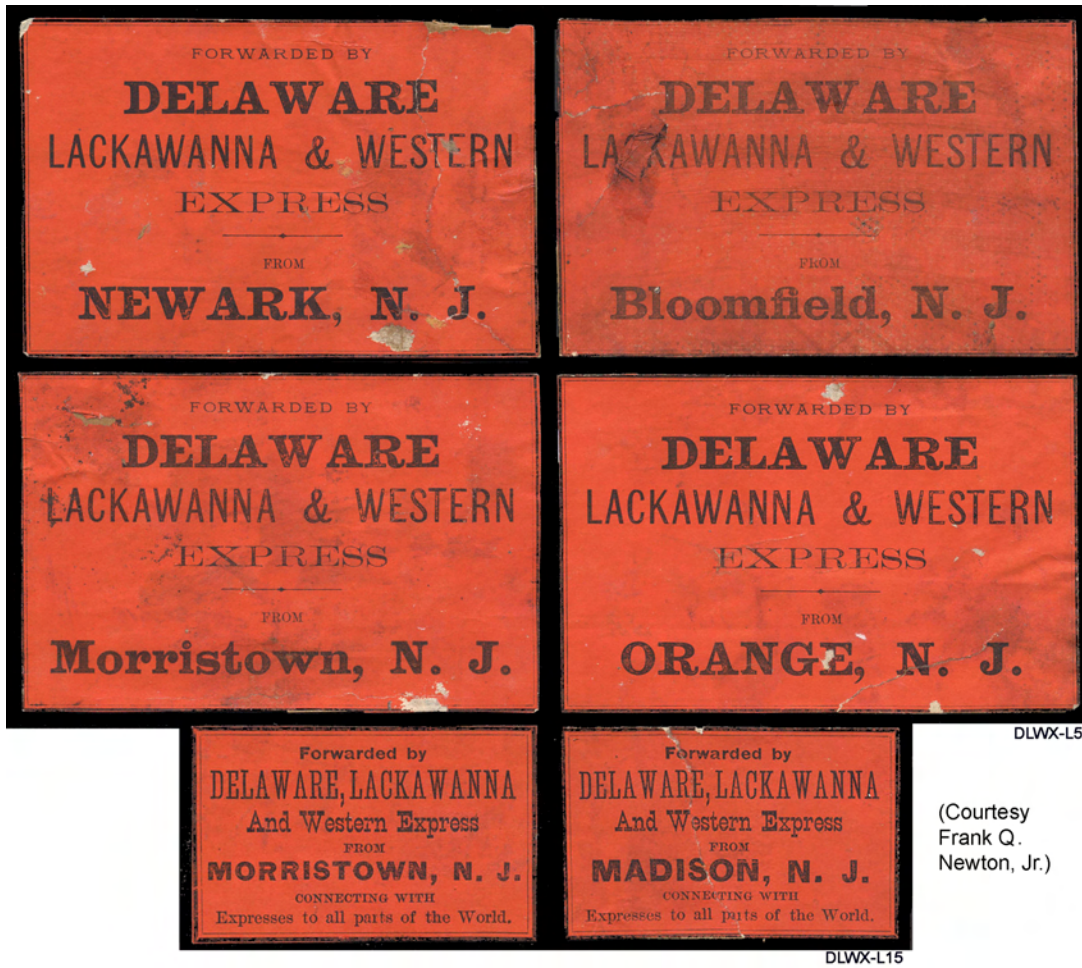 FORWARDED BY
DELAWARE
LACKAWANNA & WESTERN
EXPRESS
FROM
NEWARK, N. J.
FORWARDED BY
DELAWARE
LACKAWANNA & WESTERN
EXPRESS
FROM
Bloomfield, N. J.
FORWARDED BY
DELAWARE
LACKAWANNA & WESTERN
EXPRESS
FROM
Morristown, N. J.
FORWARDED BY
DELAWARE
LACKAWANNA & WESTERN
EXPRESS
FROM
ORANGE, N. J.
DLWX-L5
Forwarded by
DELAWARE, LACKAWANNA
And Western Express
FROM
MORRISTOWN, N. J.
CONNECTING WITH
Expresses to all parts of the World.
Forwarded by
DELAWARE, LACKAWANNA
And Western Express
FROM
MADISON, N. J.
CONNECTING WITH
Expresses to all parts of the World.
(Courtesy
Frank Q.
Newton, Jr.)
DLWX-L15